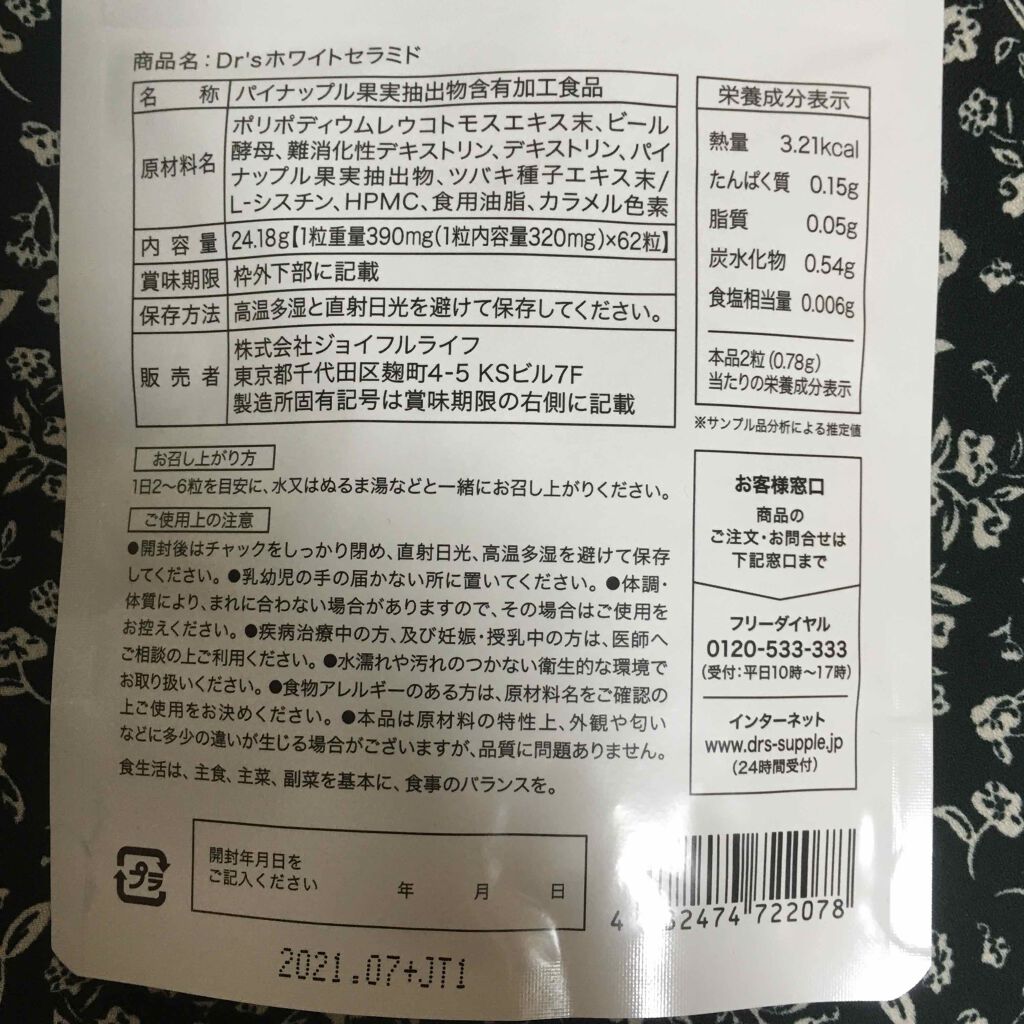 商品名：Dr'sホワイトセラミド
名称 パイナップル果実抽出物含有加工食品
原材料名 ポリポディウムレウコトモスエキス末、ビール
酵母、難消化性デキストリン、デキストリン、パイ
ナップル果実抽出物、ツバキ種子エキス末/
L-シスチン、HPMC、食用油脂、カラメル色素
内容量 24.18g【1粒重量390mg(1粒内容量320mg)×62粒】
賞味期限 枠外下部に記載
保存方法 高温多湿と直射日光を避けて保存してください。
販売者 株式会社ジョイフルライフ
東京都千代田区麹町4-5 KSビル7F
製造所固有記号は賞味期限の右側に記載
栄養成分表示
熱量 3.21kcal
たんぱく質 0.15g
脂質 0.05g
炭水化物 0.54g
食塩相当量 0.006g
本品2粒(0.78g)
当たりの栄養成分表示
※サンプル品分析による推定値
お召し上がり方
1日2〜6粒を目安に、水又はぬるま湯などと一緒にお召し上がりください。
ご使用上の注意
●開封後はチャックをしっかり閉め、直射日光、高温多湿を避けて保存
してください。●乳幼児の手の届かない所に置いてください。●体調・
体質により、まれに合わない場合がありますので、その場合はご使用を
お控えください。●疾病治療中の方、及び妊娠・授乳中の方は、医師へ
ご相談の上ご利用ください。●水濡れや汚れのつかない衛生的な環境で
お取り扱いください。●食物アレルギーのある方は、原材料名をご確認の
上ご使用をお決めください。●本品は原材料の特性上、外観や匂い
などに多少の違いが生じる場合がございますが、品質に問題ありません。
食生活は、主食、主菜、副菜を基本に、食事のバランスを。
お客様窓口
商品の
ご注文・お問合せは
下記窓口まで
フリーダイヤル
0120-533-333
(受付：平日10時〜17時)
インターネット
www.drs-supple.jp
(24時間受付)
プラ
開封年月日を
ご記入ください 年 月 日
2474 722078
2021.07+JT1